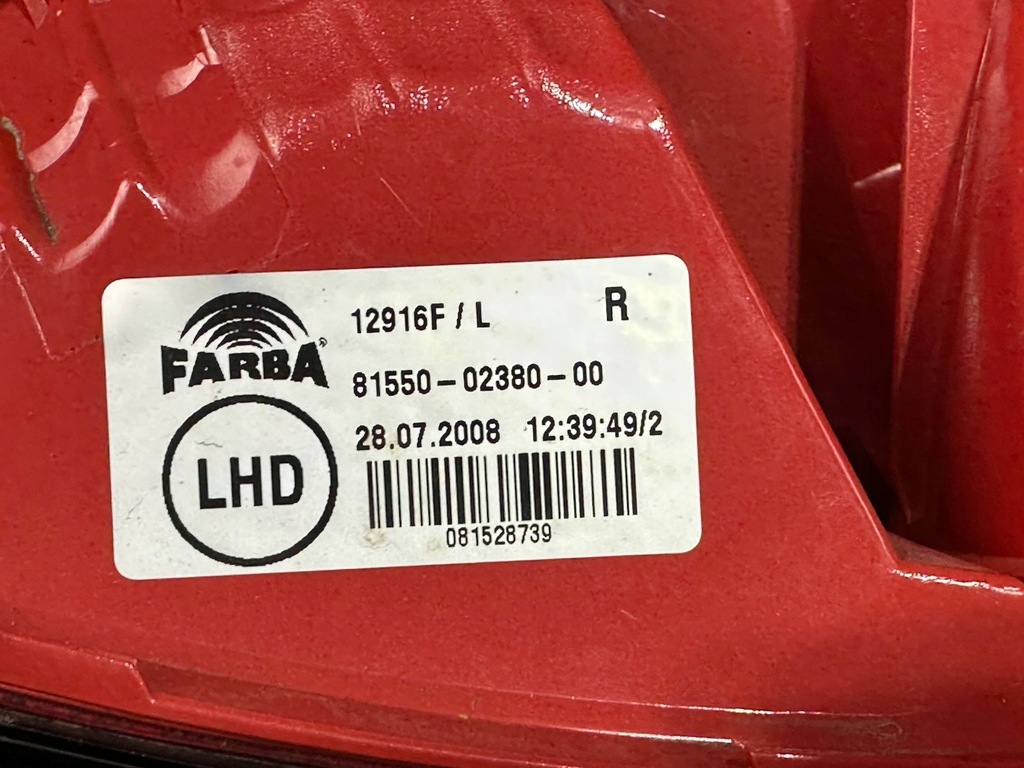 FARBA®
12916F / L R
81550-02380-00
28.07.2008 12:39:49/2
LHD
081528739